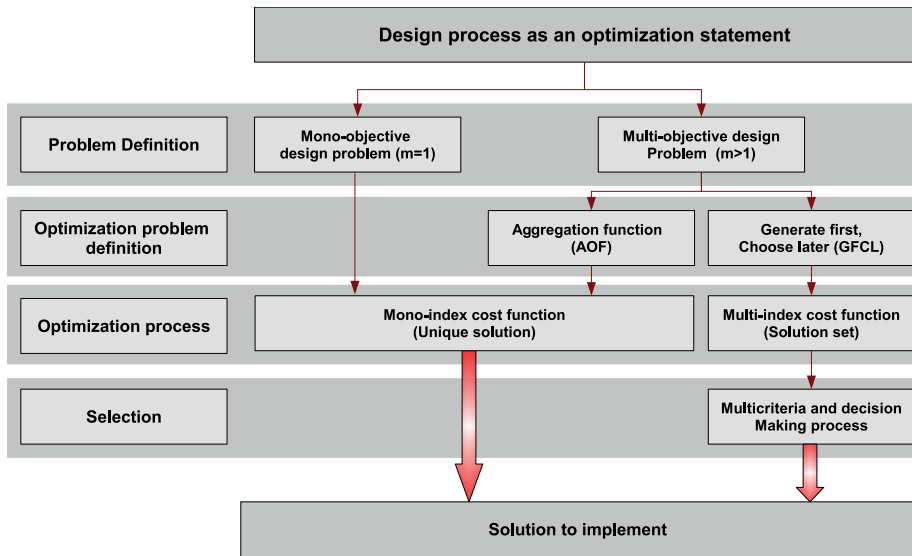 Design process as an optimization statement
Problem Definition
Mono-objective
design problem (m=1)
Multi-objective design
Problem (m>1)
Optimization problem
definition
Aggregation function
(AOF)
Generate first,
Choose later (GFCL)
Optimization process
Mono-index cost function
(Unique solution)
Multi-index cost function
(Solution set)
Selection
Multicriteria and decision
Making process
Solution to implement